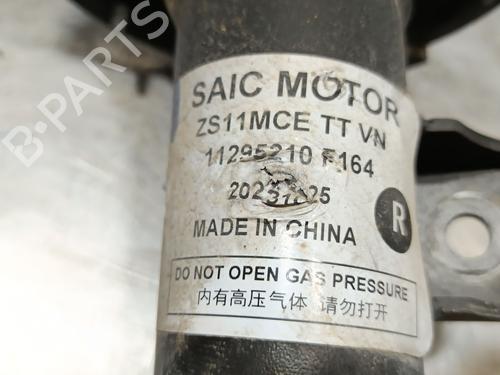 SAIC MOTOR
ZS11MCE TT VN
11295210 F164
MADE IN CHINA
R
DO NOT OPEN GAS PRESSURE
内有高压气体 请勿打开
B-PARTS